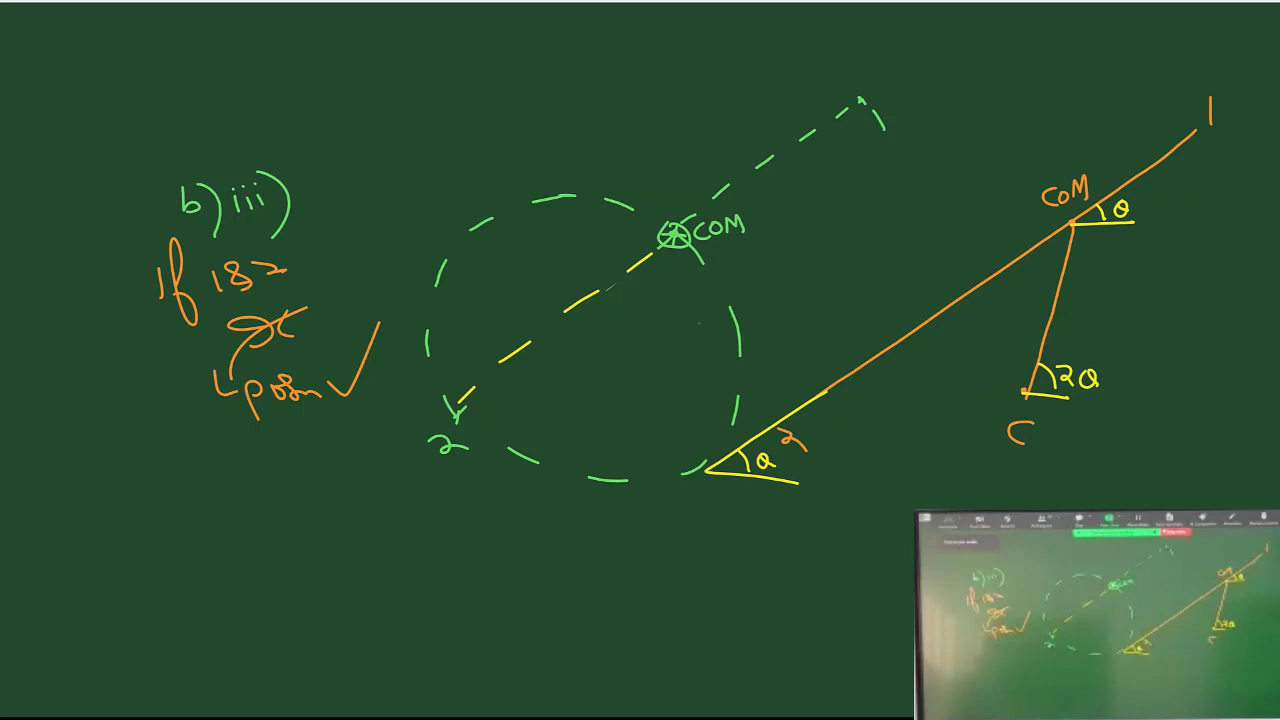 b) iii)
If 1 & 2
posn ✓
2
COM
1
COM
θ
2θ
C
2
θ